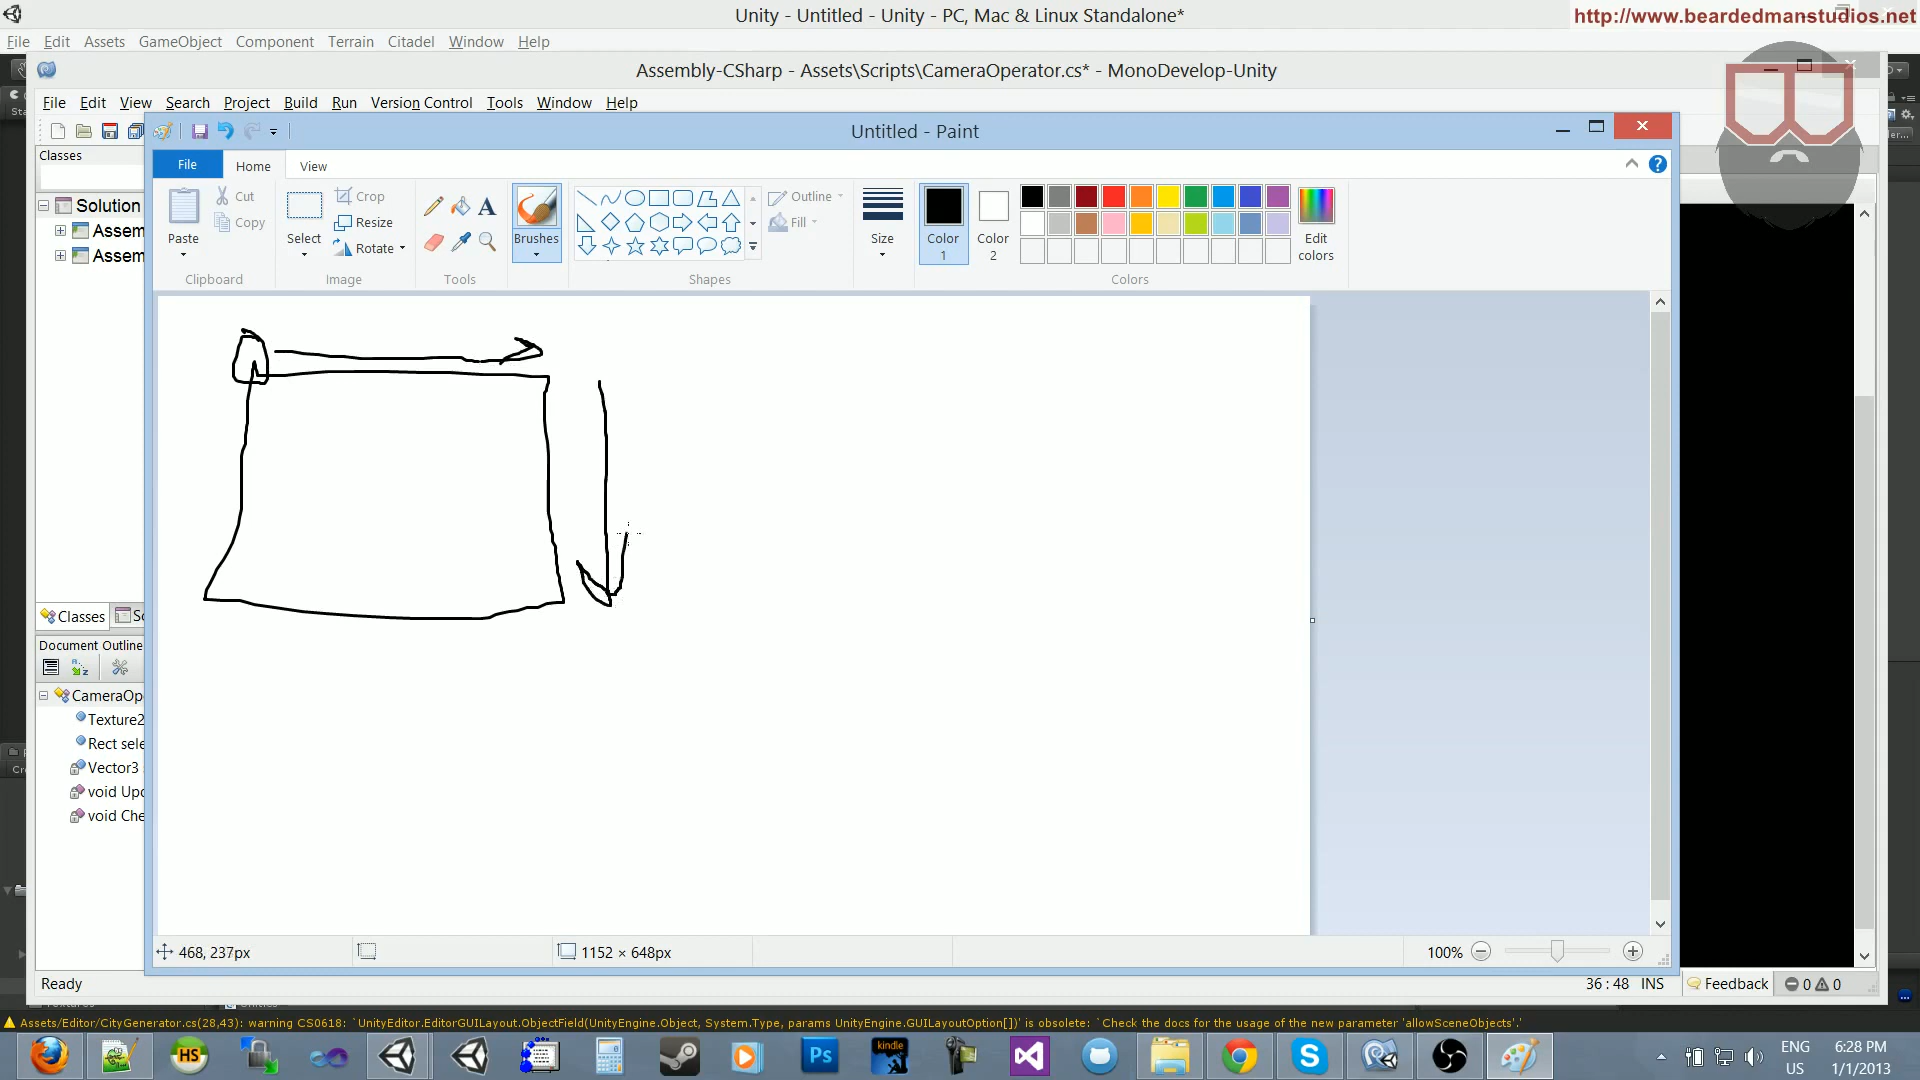 Unity - Untitled - Unity - PC, Mac & Linux Standalone*
http://www.beardedmanstudios.net
File Edit Assets GameObject Component Terrain Citadel Window Help
Assembly-CSharp - Assets\Scripts\CameraOperator.cs* - MonoDevelop-Unity
File Edit View Search Project Build Run Version Control Tools Window Help
Untitled - Paint
Classes
File Home View
Cut
Copy
Paste
Clipboard
Crop
Resize
Rotate
Select
Image
Tools
Brushes
Outline
Fill
Shapes
Size
Color 1
Color 2
Edit colors
Colors
Solution
Assem
Assem
Classes
Document Outline
CameraOp
Texture2
Rect sele
Vector3
void Upd
void Che
468, 237px
1152 × 648px
100%
Ready
36 : 48 INS
Feedback
0 0
Assets/Editor/CityGenerator.cs(28,43): warning CS0618: `UnityEditor.EditorGUILayout.ObjectField(UnityEngine.Object, System.Type, params UnityEngine.GUILayoutOption[])' is obsolete: `Check the docs for the usage of the new parameter 'allowSceneObjects'.'
HS
kindle
Ps
ENG
US
6:28 PM
1/1/2013